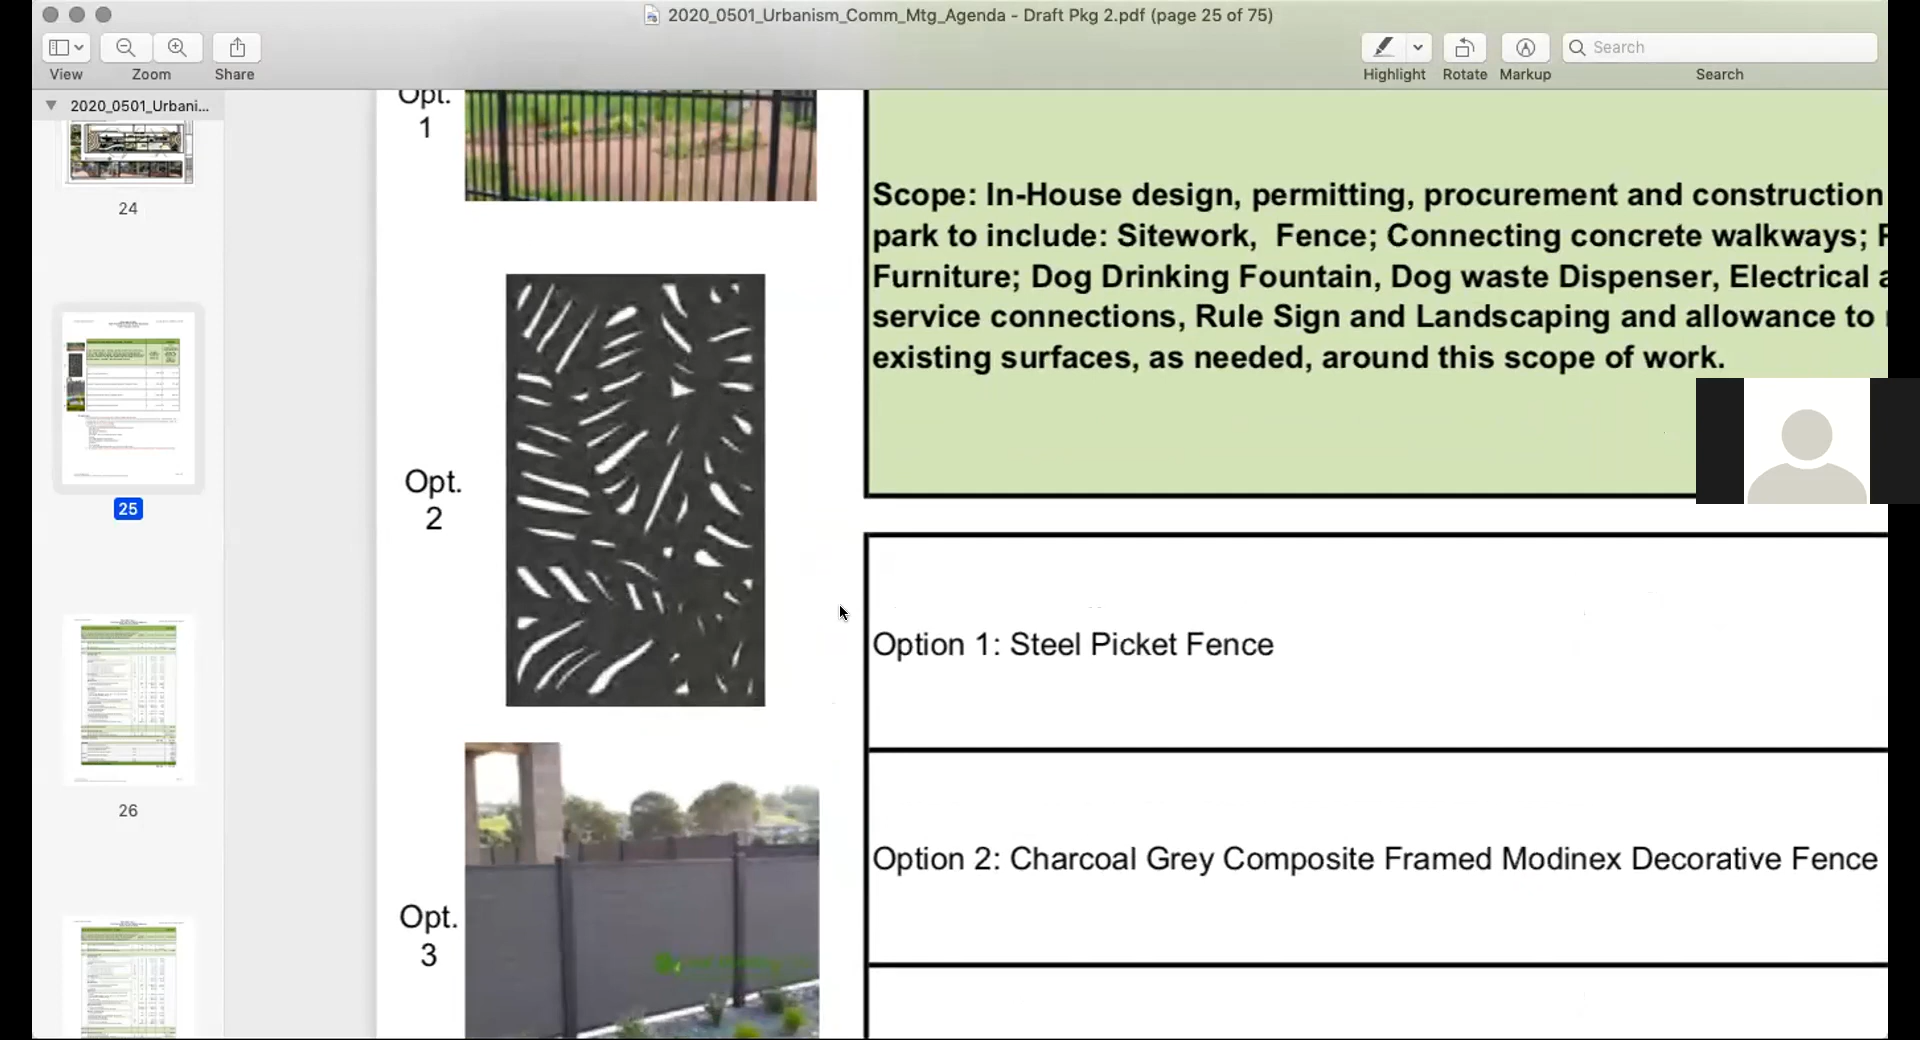 2020_0501_Urbanism_Comm_Mtg_Agenda - Draft Pkg 2.pdf (page 25 of 75)
View
Zoom
Share
Highlight
Rotate
Markup
Search
Search
2020_0501_Urbani...
24
25
26
Opt.
1
Scope: In-House design, permitting, procurement and construction
park to include: Sitework, Fence; Connecting concrete walkways;
Furniture; Dog Drinking Fountain, Dog waste Dispenser, Electrical
service connections, Rule Sign and Landscaping and allowance to
existing surfaces, as needed, around this scope of work.
Opt.
2
Option 1: Steel Picket Fence
Option 2: Charcoal Grey Composite Framed Modinex Decorative Fence
Opt.
3